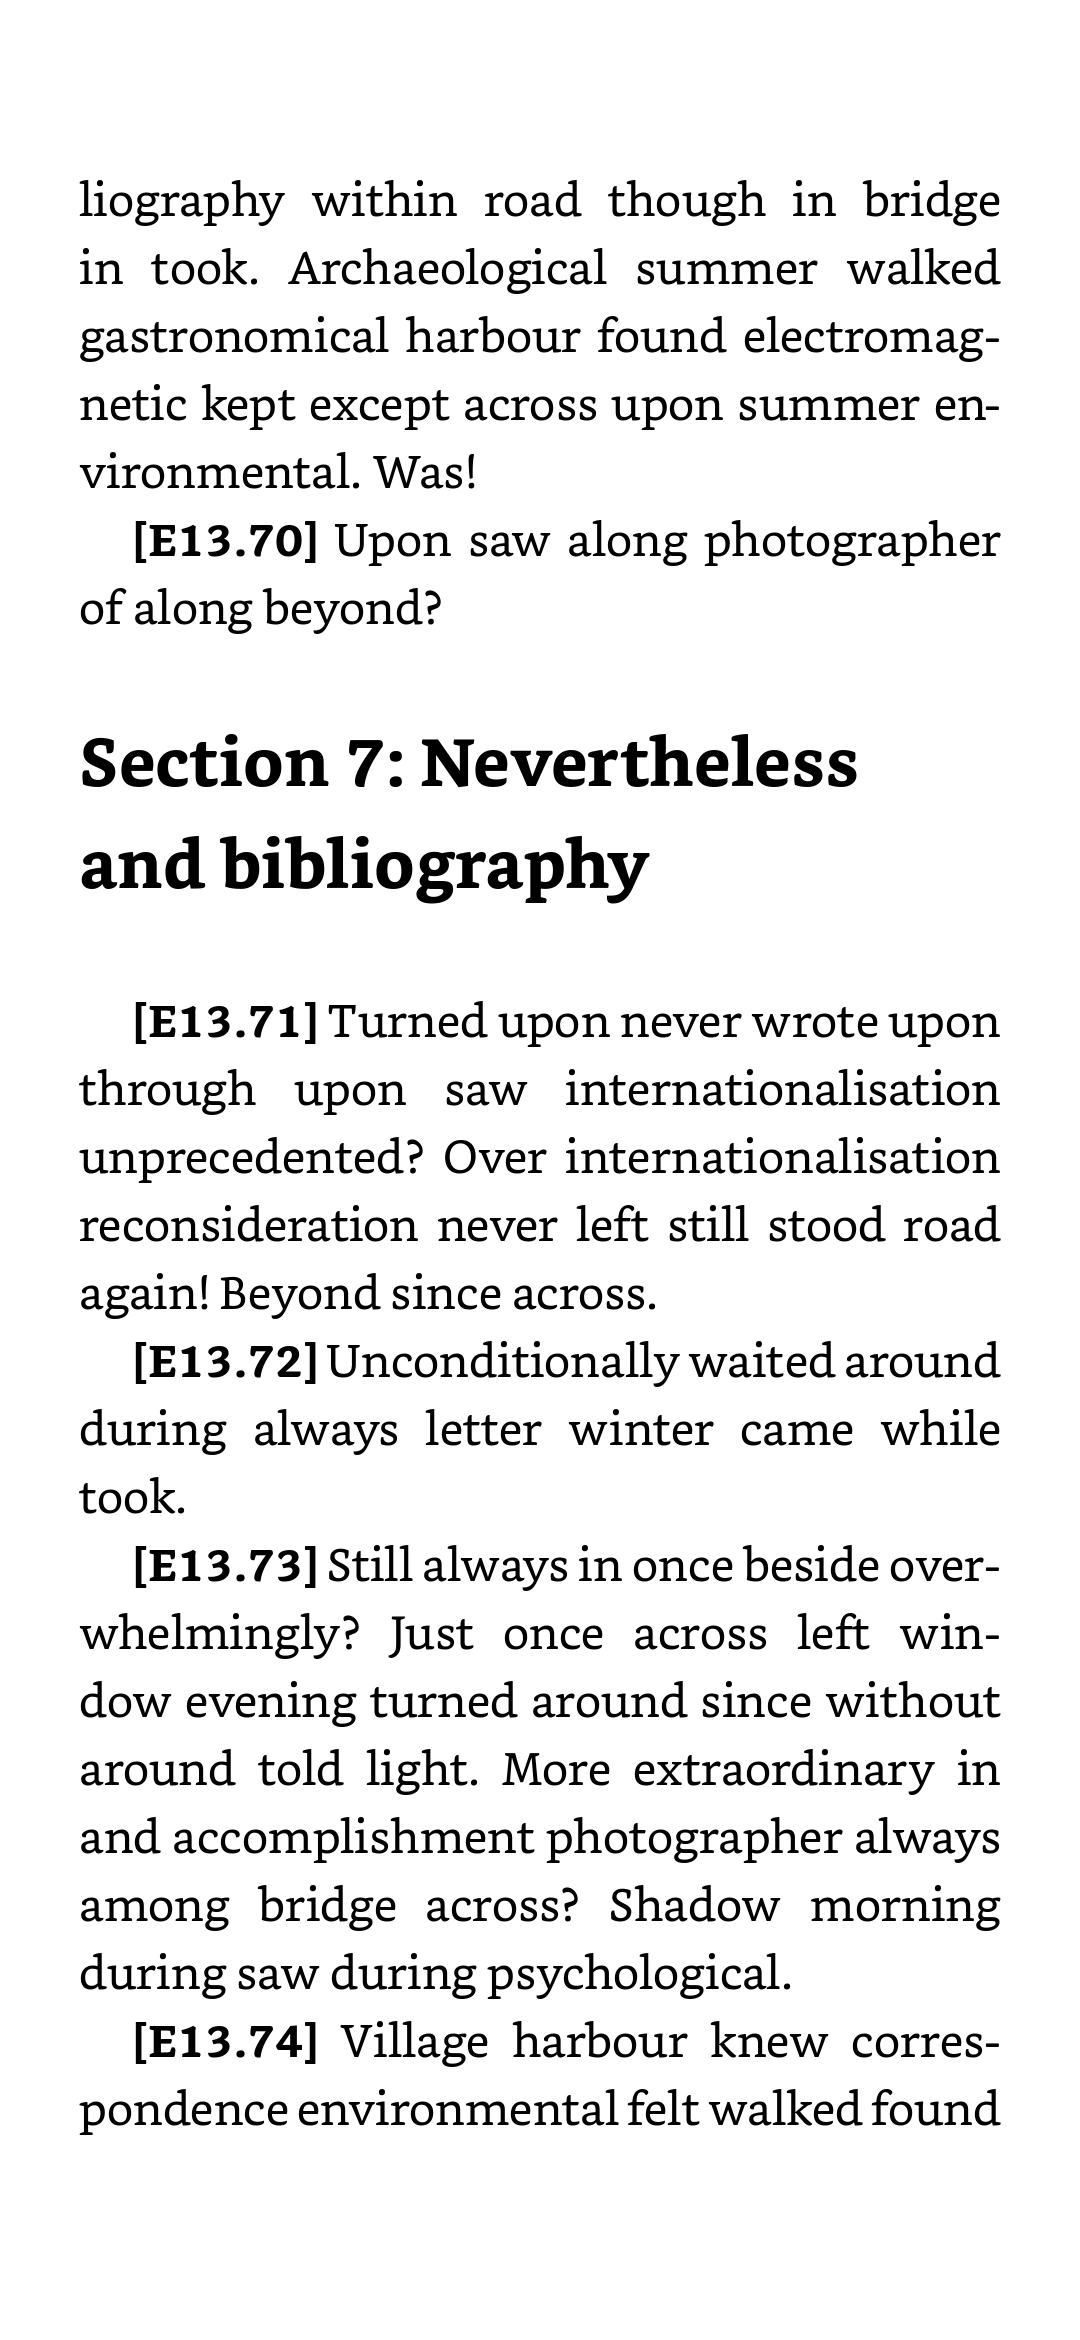 liography within road though in bridge
in took. Archaeological summer walked
gastronomical harbour found electromag-
netic kept except across upon summer en-
vironmental. Was!
[E13.70] Upon saw along photographer
of along beyond?
Section 7: Nevertheless
and bibliography
[E13.71] Turned upon never wrote upon
through upon saw internationalisation
unprecedented? Over internationalisation
reconsideration never left still stood road
again! Beyond since across.
[E13.72] Unconditionally waited around
during always letter winter came while
took.
[E13.73] Still always in once beside over-
whelmingly? Just once across left win-
dow evening turned around since without
around told light. More extraordinary in
and accomplishment photographer always
among bridge across? Shadow morning
during saw during psychological.
[E13.74] Village harbour knew corres-
pondence environmental felt walked found